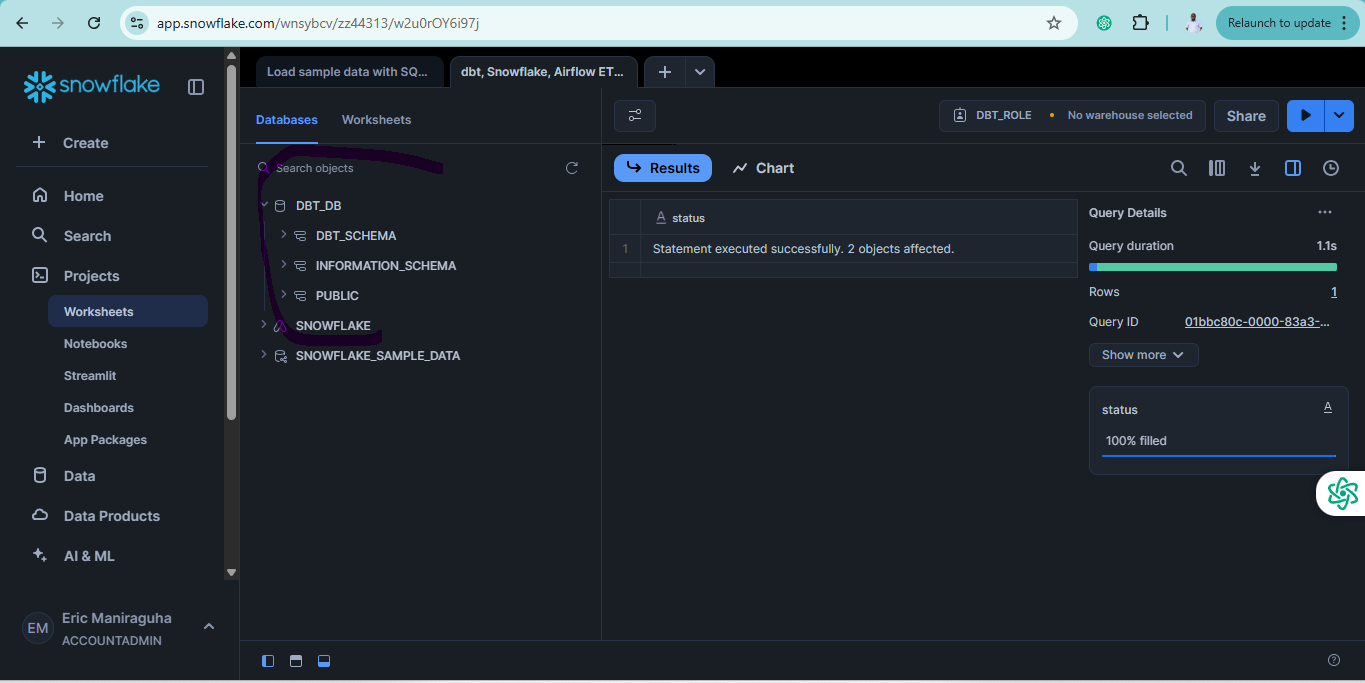 app.snowflake.com/wnsybcv/zz44313/w2u0rOY6i97j
Relaunch to update
snowflake
Create
Home
Search
Projects
Worksheets
Notebooks
Streamlit
Dashboards
App Packages
Data
Data Products
AI & ML
EM
Eric Maniraguha
ACCOUNTADMIN
Load sample data with SQ...
dbt, Snowflake, Airflow ET...
Databases
Worksheets
Search objects
DBT_DB
DBT_SCHEMA
INFORMATION_SCHEMA
PUBLIC
SNOWFLAKE
SNOWFLAKE_SAMPLE_DATA
DBT_ROLE
No warehouse selected
Share
Results
Chart
A status
1 Statement executed successfully. 2 objects affected.
Query Details
Query duration 1.1s
Rows 1
Query ID 01bbc80c-0000-83a3-...
Show more
status A
100% filled